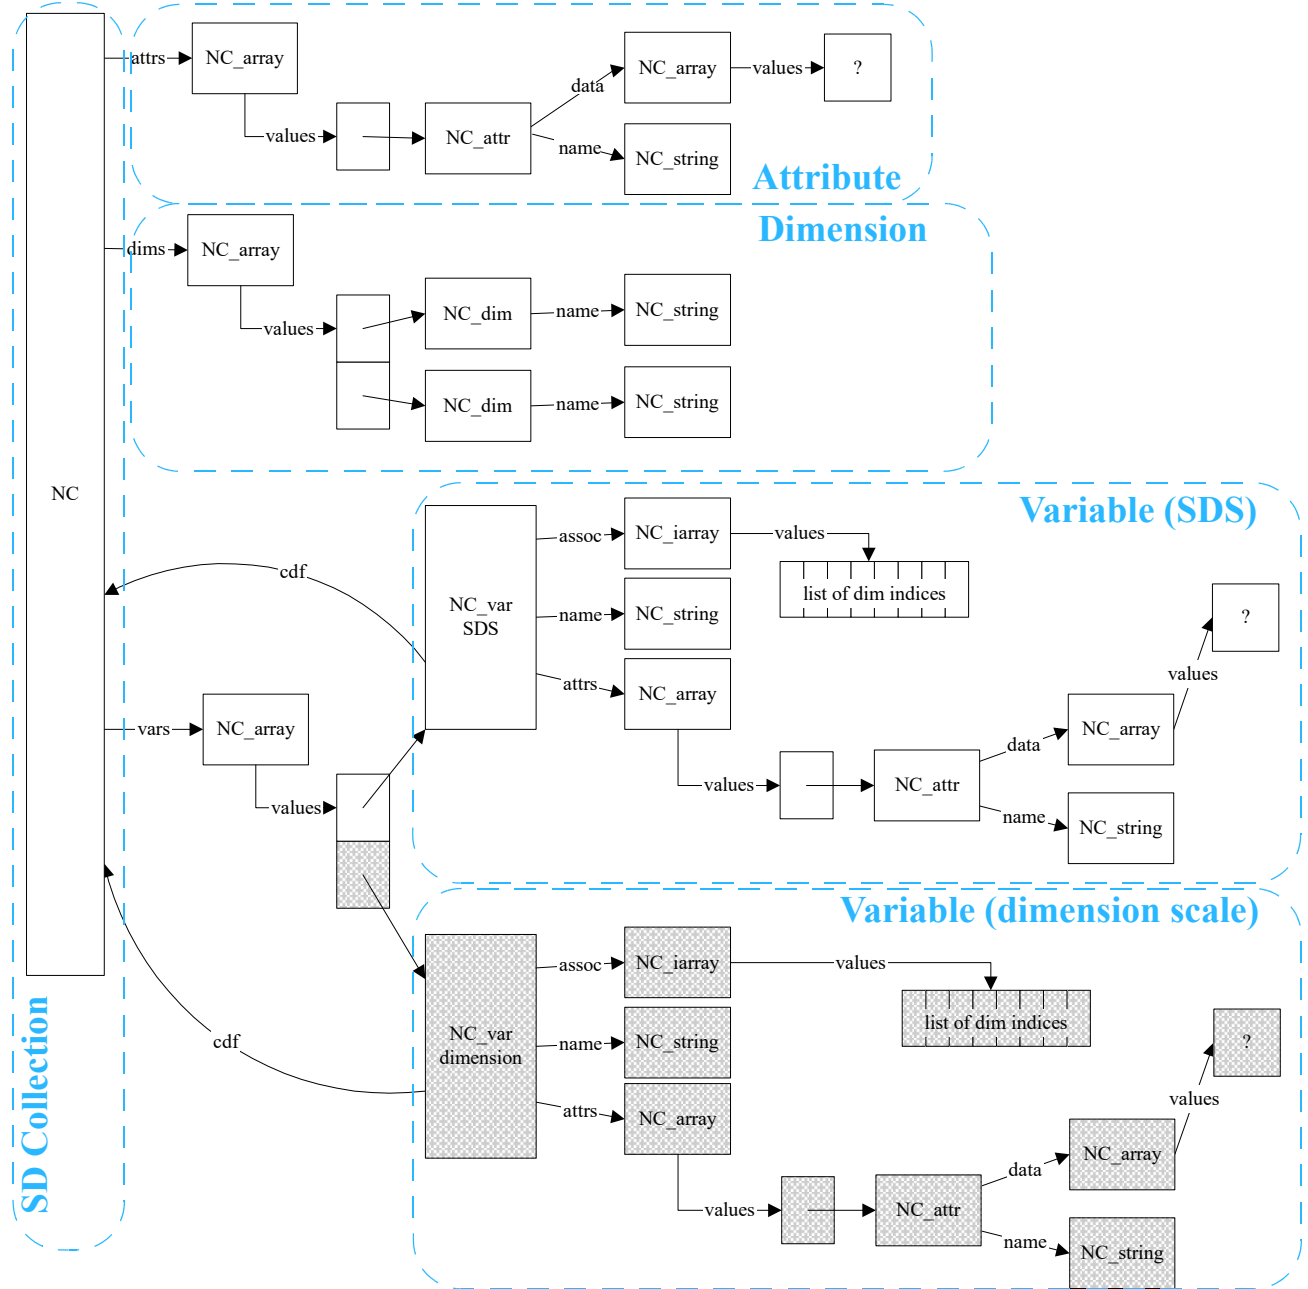 attrs
NC_array
values
NC_attr
data
NC_array
values
?
name
NC_string
Attribute
Dimension
dims
NC_array
values
NC_dim
name
NC_string
NC_dim
name
NC_string
NC
Variable (SDS)
cdf
NC_var
SDS
assoc
NC_iarray
values
list of dim indices
name
NC_string
attrs
NC_array
values
NC_attr
data
NC_array
values
?
name
NC_string
vars
NC_array
values
Variable (dimension scale)
cdf
NC_var
dimension
assoc
NC_iarray
values
list of dim indices
name
NC_string
attrs
NC_array
values
NC_attr
data
NC_array
values
?
name
NC_string
SD Collection